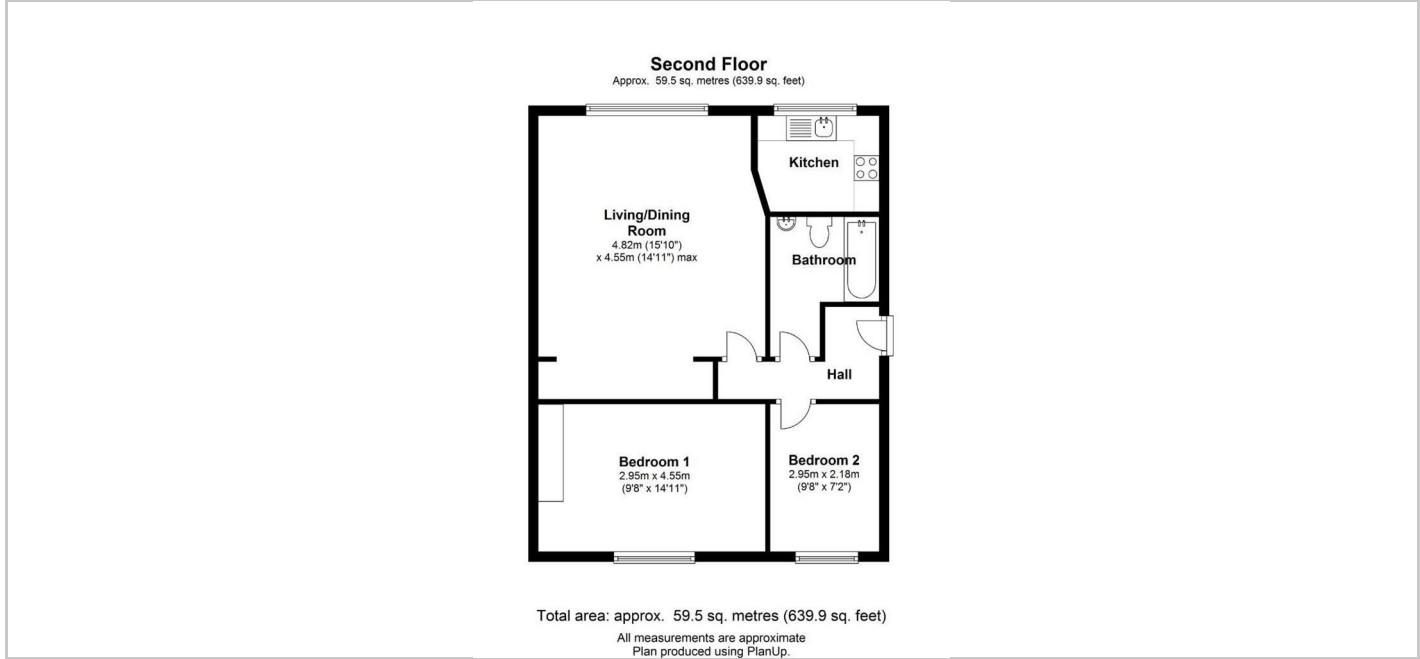 Second Floor
Approx. 59.5 sq. metres (639.9 sq. feet)
Kitchen
Living/Dining
Room
4.82m (15'10")
x 4.55m (14'11") max
Bathroom
Hall
Bedroom 1
2.95m x 4.55m
(9'8" x 14'11")
Bedroom 2
2.95m x 2.18m
(9'8" x 7'2")
Total area: approx. 59.5 sq. metres (639.9 sq. feet)
All measurements are approximate
Plan produced using PlanUp.